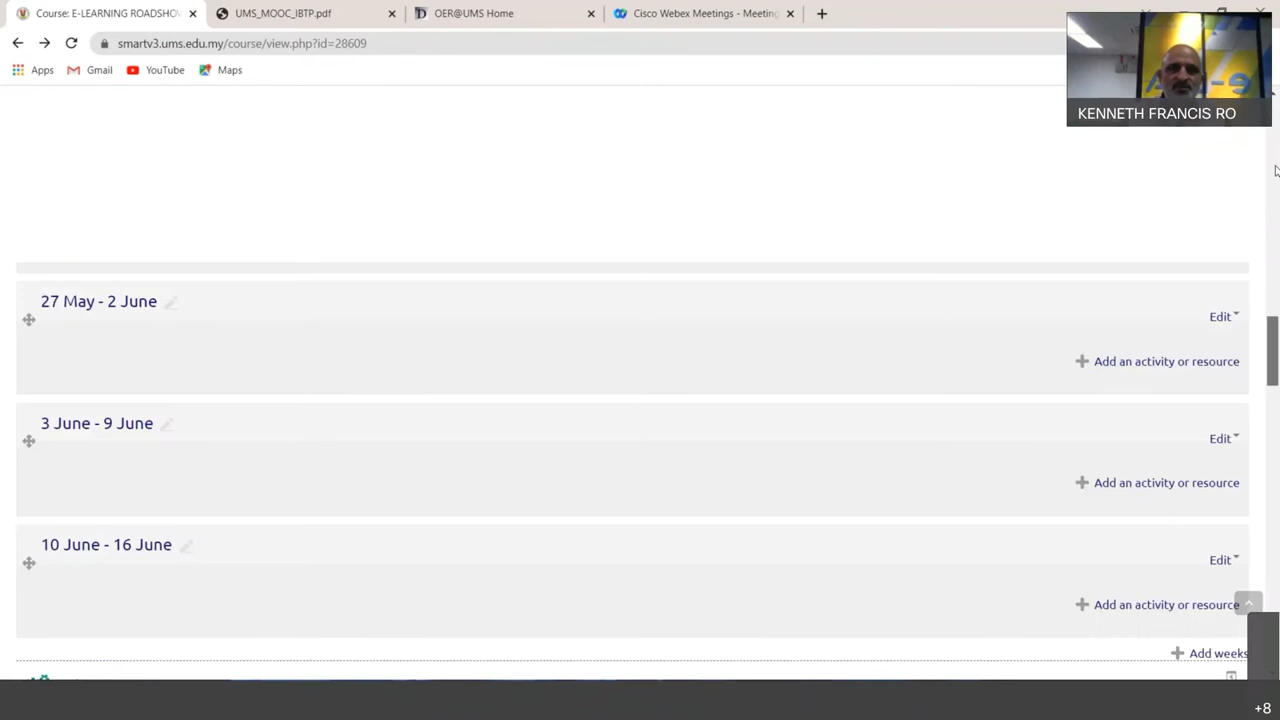 Course: E-LEARNING ROADSHOW
UMS_MOOC_IBTP.pdf
OER@UMS Home
Cisco Webex Meetings - Meeting
smartv3.ums.edu.my/course/view.php?id=28609
Apps
Gmail
YouTube
Maps
KENNETH FRANCIS RO
27 May - 2 June
Edit
Add an activity or resource
3 June - 9 June
Edit
Add an activity or resource
10 June - 16 June
Edit
Add an activity or resource
Add weeks
+8